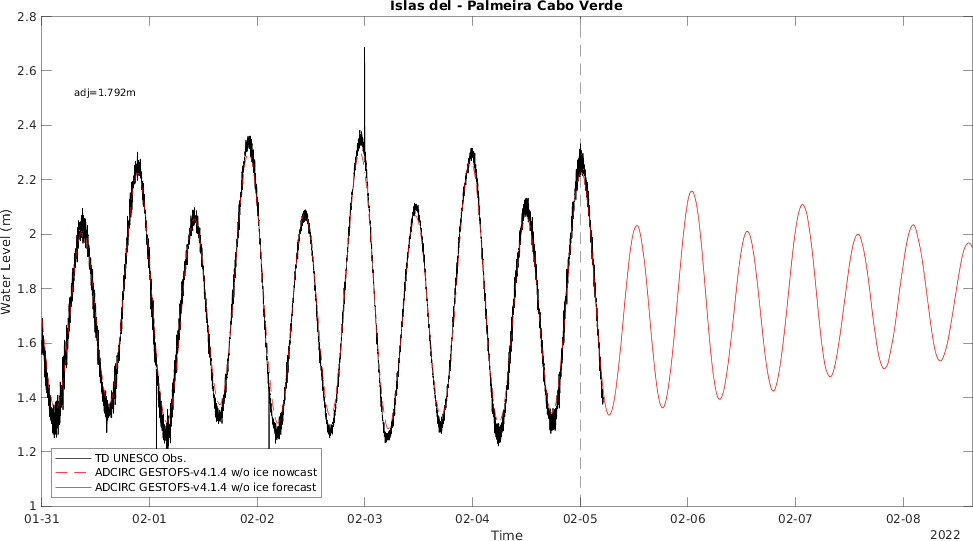 Islas del - Palmeira Cabo Verde
2.8
2.6
adj=1.792m
2.4
2.2
2
Water Level (m)
1.8
1.6
1.4
1.2
TD UNESCO Obs.
ADCIRC GESTOFS-v4.1.4 w/o ice nowcast
ADCIRC GESTOFS-v4.1.4 w/o ice forecast
1
01-31 02-01 02-02 02-03 02-04 02-05 02-06 02-07 02-08
Time
2022